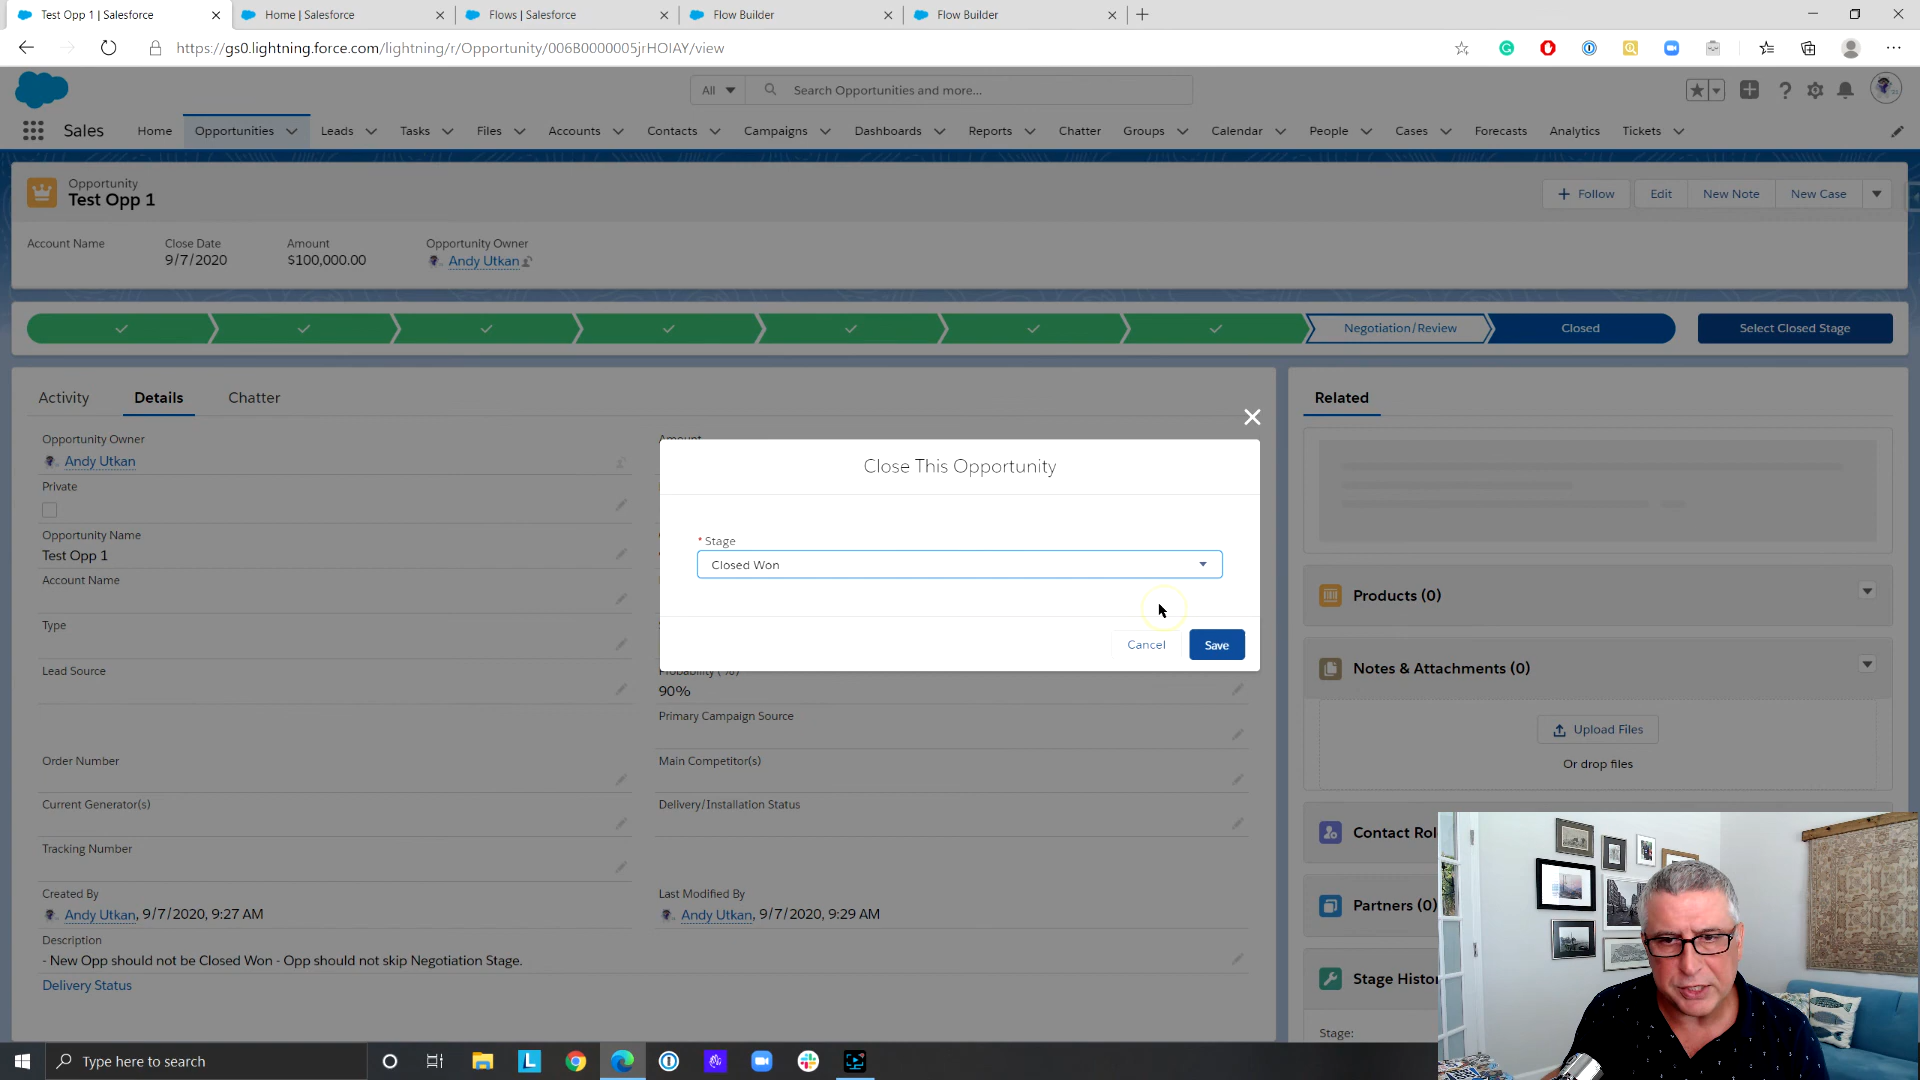 Test Opp 1 | Salesforce
Home | Salesforce
Flows | Salesforce
Flow Builder
Flow Builder
https://gs0.lightning.force.com/lightning/r/Opportunity/006B0000005jrHOIAY/view
All
Search Opportunities and more...
Sales
Home
Opportunities
Leads
Tasks
Files
Accounts
Contacts
Campaigns
Dashboards
Reports
Chatter
Groups
Calendar
People
Cases
Forecasts
Analytics
Tickets
Opportunity
Test Opp 1
+ Follow
Edit
New Note
New Case
Account Name
Close Date
9/7/2020
Amount
$100,000.00
Opportunity Owner
Andy Utkan
Negotiation/Review
Closed
Select Closed Stage
Activity
Details
Chatter
Related
Opportunity Owner
Andy Utkan
Private
Opportunity Name
Test Opp 1
Account Name
Type
Lead Source
Order Number
Current Generator(s)
Tracking Number
Created By
Andy Utkan, 9/7/2020, 9:27 AM
Description
- New Opp should not be Closed Won - Opp should not skip Negotiation Stage.
Delivery Status
Amount
Close This Opportunity
* Stage
Closed Won
Cancel
Save
Probability (%)
90%
Primary Campaign Source
Main Competitor(s)
Delivery/Installation Status
Last Modified By
Andy Utkan, 9/7/2020, 9:29 AM
Products (0)
Notes & Attachments (0)
Upload Files
Or drop files
Contact Rol
Partners (0)
Stage Histor
Stage:
Type here to search